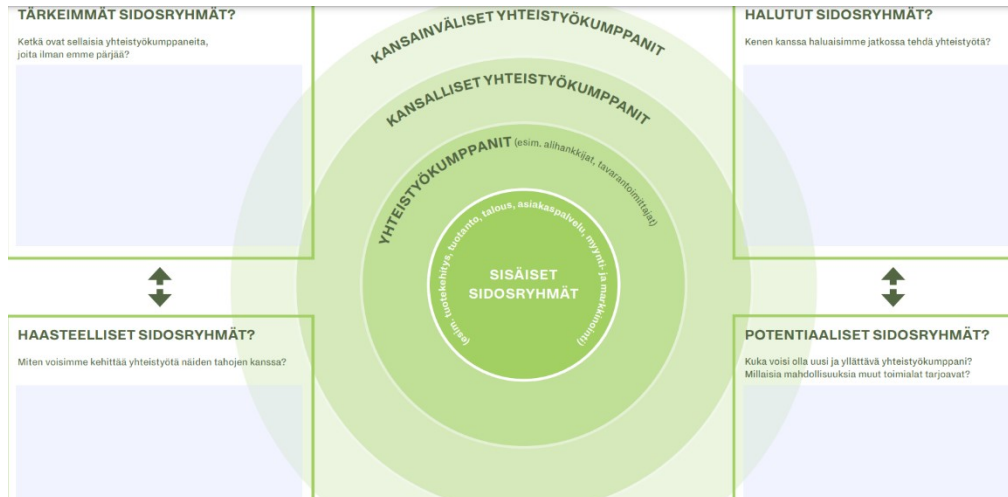 TÄRKEIMMÄT SIDOSRYHMÄT?
Ketkä ovat sellaisia yhteistyökumppaneita,
joita ilman emme pärjää?
HAASTEELLISET SIDOSRYHMÄT?
Miten voisimme kehittää yhteistyötä näiden tahojen kanssa?
KANSAINVÄLISET YHTEISTYÖKUMPPANIT
KANSALLISET YHTEISTYÖKUMPPANIT
YHTEISTYÖKUMPPANIT (esim. alihankkijat, tavarantoimittajat)
(esim. tuotekehitys, tuotanto, talous, asiakaspalvelu, myynti- ja markkinointi)
SISÄISET
SIDOSRYHMÄT
HALUTUT SIDOSRYHMÄT?
Kenen kanssa haluaisimme jatkossa tehdä yhteistyötä?
POTENTIAALISET SIDOSRYHMÄT?
Kuka voisi olla uusi ja yllättävä yhteistyökumppani?
Millaisia mahdollisuuksia muut toimialat tarjoavat?